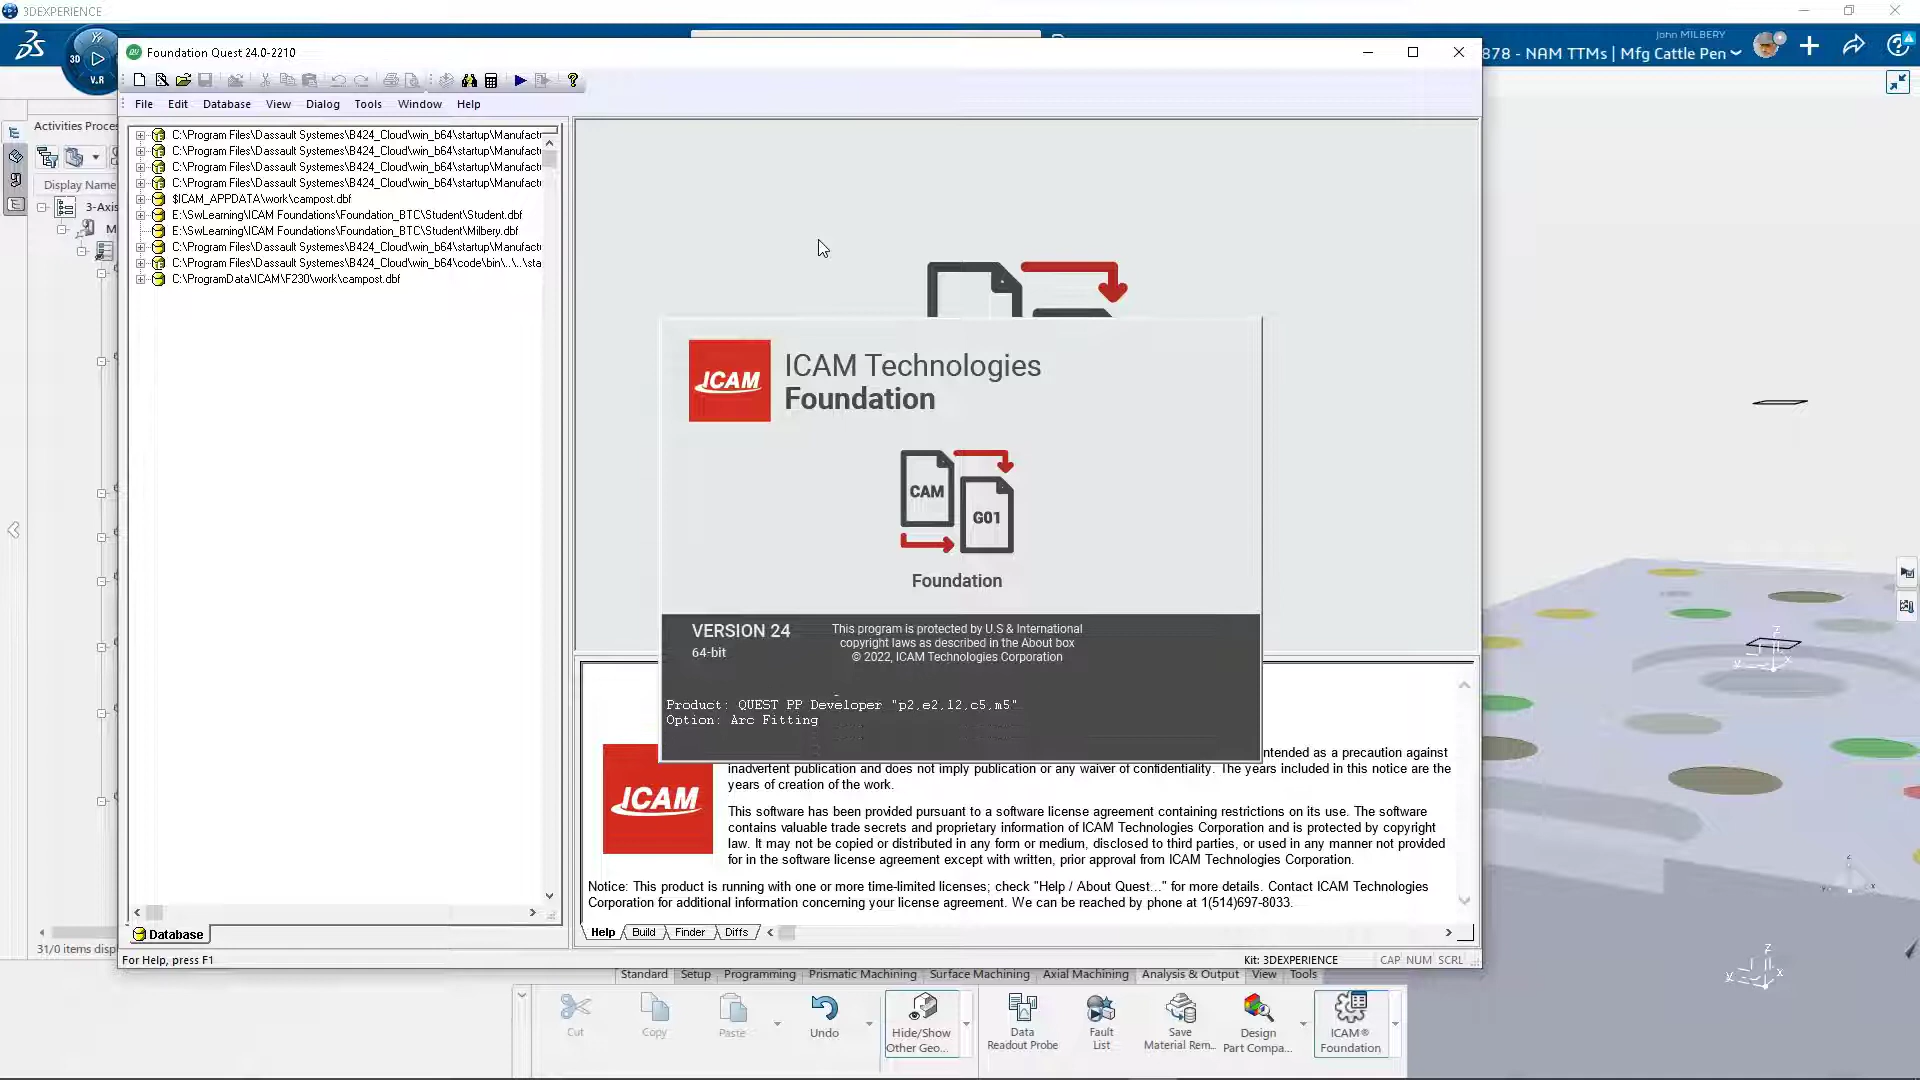 3DEXPERIENCE
John MILBERY
878 - NAM TTMs | Mfg Cattle Pen
3D
V.R
Foundation Quest 24.0-2210
File Edit Database View Dialog Tools Window Help
Activities Proce
Display Name
3-Axis
M
C:\Program Files\Dassault Systemes\B424_Cloud\win_b64\startup\Manufactu
C:\Program Files\Dassault Systemes\B424_Cloud\win_b64\startup\Manufactu
C:\Program Files\Dassault Systemes\B424_Cloud\win_b64\startup\Manufactu
C:\Program Files\Dassault Systemes\B424_Cloud\win_b64\startup\Manufactu
$ICAM_APPDATA\work\campost.dbf
E:\SwLearning\ICAM Foundations\Foundation_BTC\Student\Student.dbf
E:\SwLearning\ICAM Foundations\Foundation_BTC\Student\Milbery.dbf
C:\Program Files\Dassault Systemes\B424_Cloud\win_b64\startup\Manufactu
C:\Program Files\Dassault Systemes\B424_Cloud\win_b64\code\bin\..\..\sta
C:\ProgramData\ICAM\F230\work\campost.dbf
ICAM
ICAM Technologies
Foundation
CAM
G01
Foundation
VERSION 24
64-bit
This program is protected by U.S & International
copyright laws as described in the About box
© 2022, ICAM Technologies Corporation
Product: QUEST PP Developer "p2,e2,l2,c5,m5"
Option: Arc Fitting
ICAM
ntended as a precaution against
inadvertent publication and does not imply publication or any waiver of confidentiality. The years included in this notice are the
years of creation of the work.
This software has been provided pursuant to a software license agreement containing restrictions on its use. The software
contains valuable trade secrets and proprietary information of ICAM Technologies Corporation and is protected by copyright
law. It may not be copied or distributed in any form or medium, disclosed to third parties, or used in any manner not provided
for in the software license agreement except with written, prior approval from ICAM Technologies Corporation.
Notice: This product is running with one or more time-limited licenses; check "Help / About Quest..." for more details. Contact ICAM Technologies
Corporation for additional information concerning your license agreement. We can be reached by phone at 1(514)697-8033.
Database
Help Build Finder Diffs
31/0 items disp
For Help, press F1
Kit: 3DEXPERIENCE
CAP NUM SCRL
Standard Setup Programming Prismatic Machining Surface Machining Axial Machining Analysis & Output View Tools
Cut
Copy
Paste
Undo
Hide/Show
Other Geo...
Data
Readout Probe
Fault
List
Save
Material Rem...
Design
Part Compa...
ICAM®
Foundation
Z
X
Y
Z
Y
X